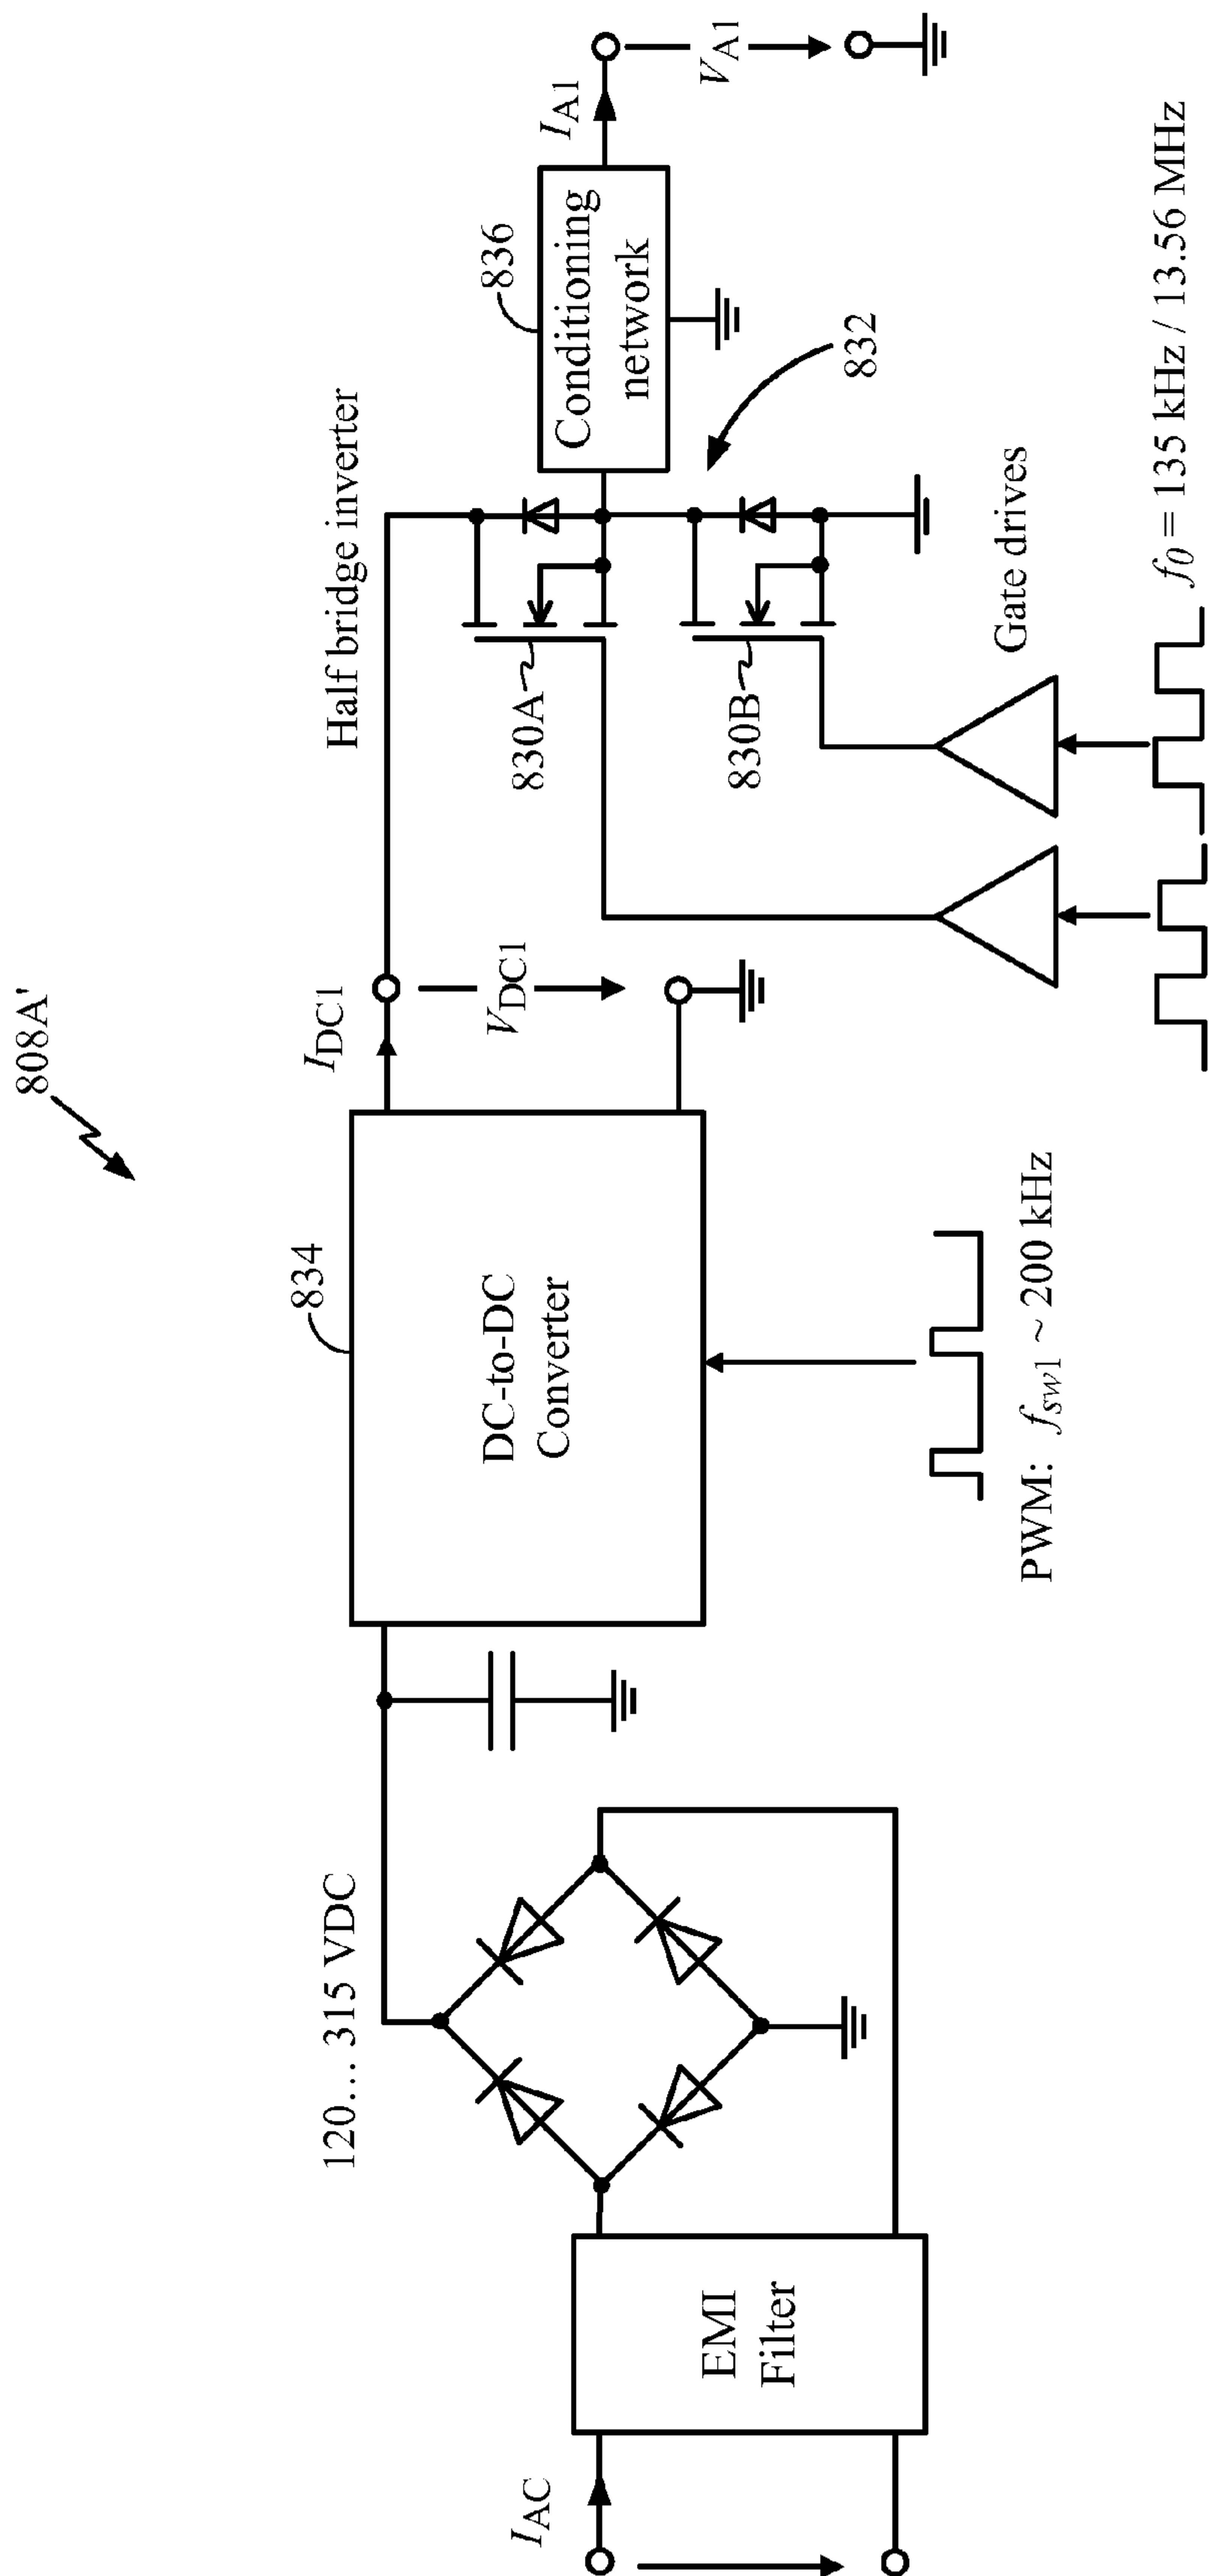 808A'
I_AC
EMI
Filter
120... 315 VDC
834
DC-to-DC
Converter
PWM: f_sw1 ~ 200 kHz
I_DC1
V_DC1
Half bridge inverter
830A
830B
832
836
Conditioning
network
I_A1
V_A1
Gate drives
f_0 = 135 kHz / 13.56 MHz